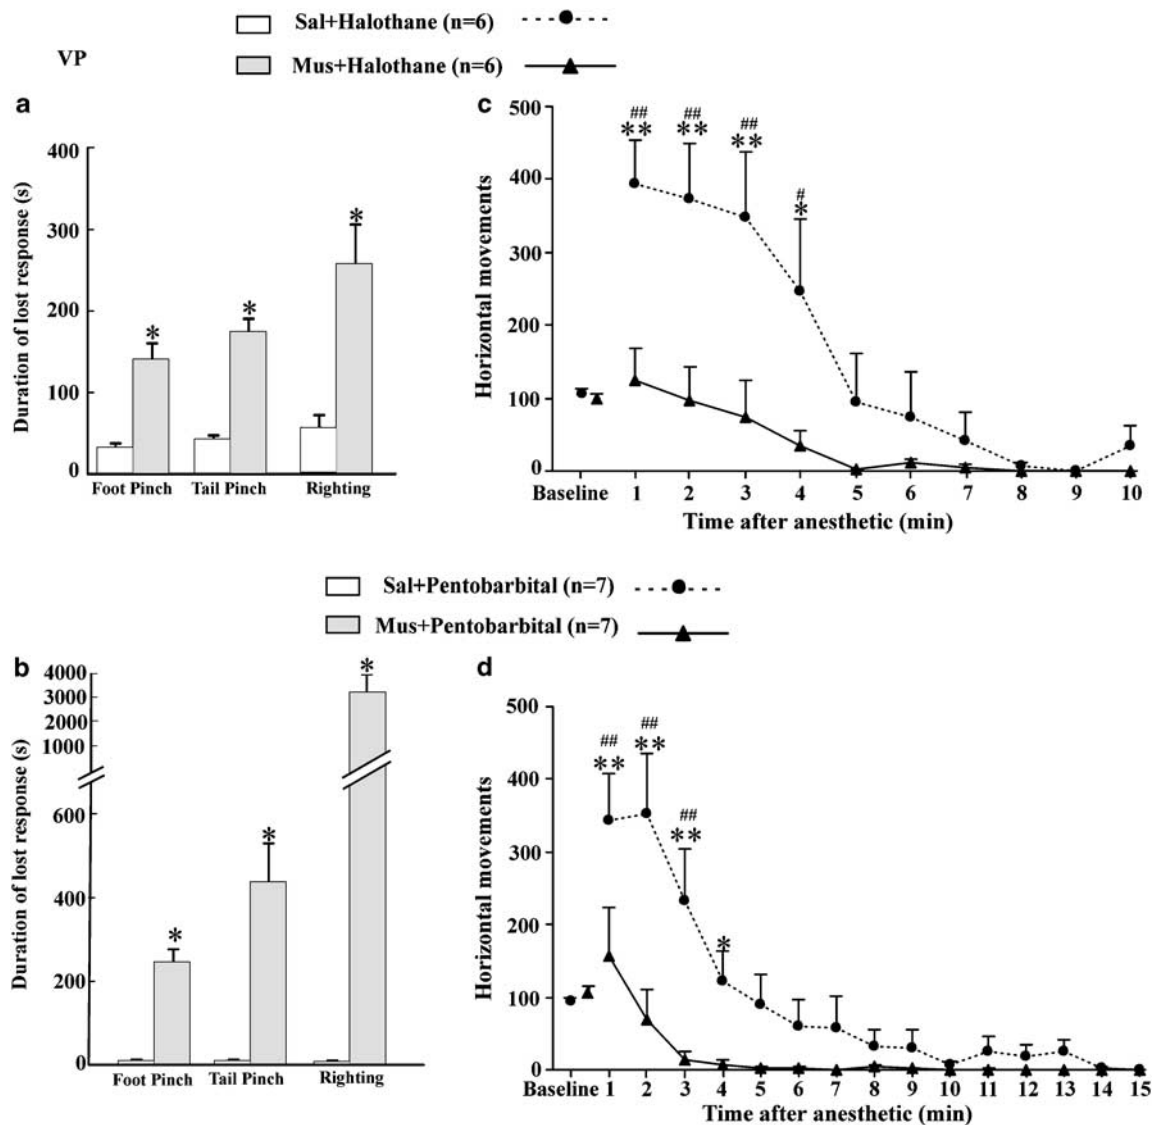 Sal+Halothane (n=6)
VP
Mus+Halothane (n=6)
a
Duration of lost response (s)
400
300
200
100
0
* * *
Foot Pinch Tail Pinch Righting
c
Horizontal movements
500
400
300
200
100
0
## ## ## #
** ** ** *
Baseline 1 2 3 4 5 6 7 8 9 10
Time after anesthetic (min)
Sal+Pentobarbital (n=7)
Mus+Pentobarbital (n=7)
b
Duration of lost response (s)
4000
3000
2000
1000
600
400
200
0
* * *
Foot Pinch Tail Pinch Righting
d
Horizontal movements
500
400
300
200
100
0
## ## ##
** ** ** *
Baseline 1 2 3 4 5 6 7 8 9 10 11 12 13 14 15
Time after anesthetic (min)